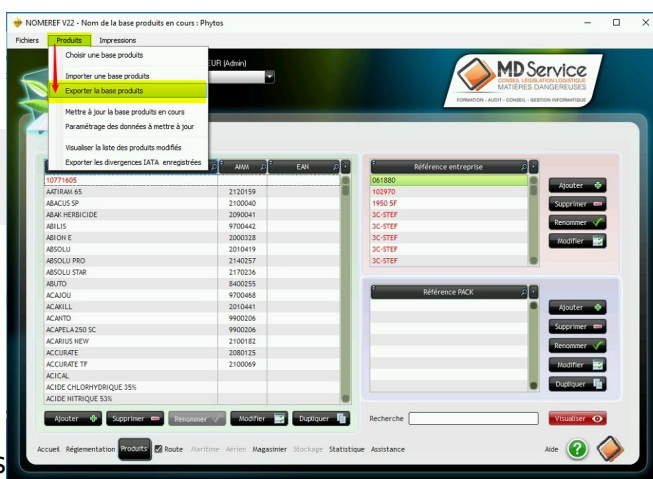 NOMEREF V22 - Nom de la base produits en cours : Phytos
Fichiers Produits Impressions
Choisir une base produits
Importer une base produits
Exporter la base produits
Mettre à jour la base produits en cours
Paramétrage des données à mettre à jour
Visualiser la liste des produits modifiés
Exporter les divergences IATA enregistrées
EUR (Admin)
MD Service
LÉGISLATION LOGISTIQUE
MATIERES DANGEREUSES
FORMATION - AUDIT - CONSEIL - GESTION INFORMATIQUE
AMM EAN
10771605
AATIRAM 65 2120159
ABACUS SP 2100040
ABAK HERBICIDE 2090041
ABILIS 9700442
ABION E 2000328
ABSOLU 2010419
ABSOLU PRO 2140257
ABSOLU STAR 2170236
ABUTO 8400255
ACAJOU 9700468
ACAKILL 2010441
ACANTO 9900206
ACAPELA 250 SC 9900206
ACARIUS NEW 2100182
ACCURATE 2080125
ACCURATE TF 2100069
ACICAL
ACIDE CHLORHYDRIQUE 35%
ACIDE NITRIQUE 53%
Référence entreprise
061880
102970
1950 SF
3C-STEF
3C-STEF
3C-STEF
3C-STEF
Ajouter
Supprimer
Renommer
Modifier
Référence PACK
Ajouter
Supprimer
Renommer
Modifier
Dupliquer
Ajouter Supprimer Renommer Modifier Dupliquer
Recherche Visualiser
Accueil Réglementation Produits Route Maritime Aérien Magasinier Stockage Statistique Assistance Aide ?
S